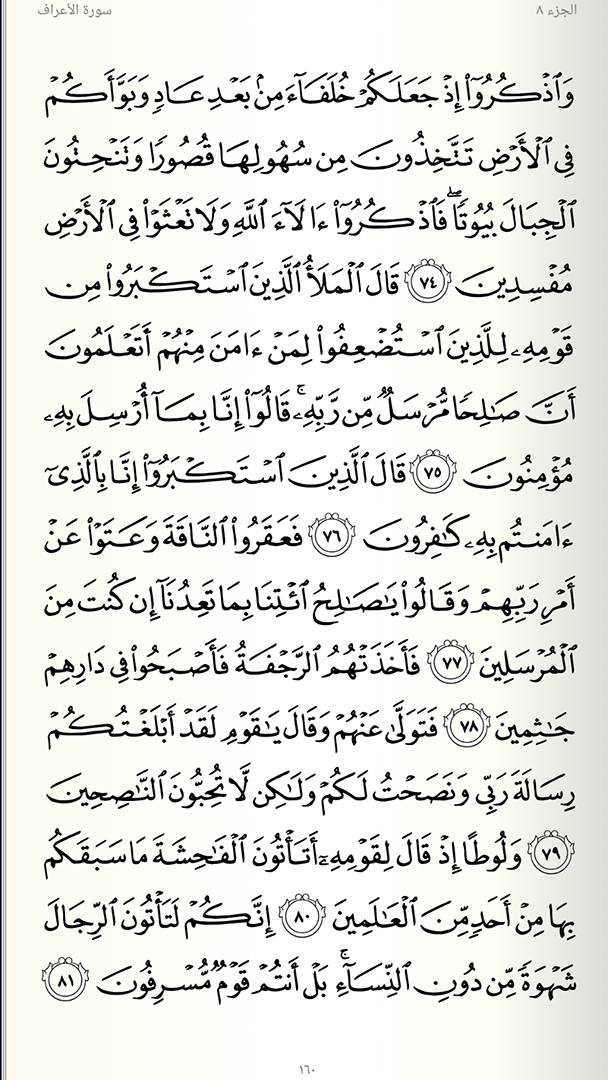 الجزء ٨
سورة الأعراف
وَٱذْكُرُوٓا۟ إِذْ جَعَلَكُمْ خُلَفَآءَ مِنۢ بَعْدِ عَادٍ وَبَوَّأَكُمْ
فِى ٱلْأَرْضِ تَتَّخِذُونَ مِن سُهُولِهَا قُصُورًا وَتَنْحِتُونَ
ٱلْجِبَالَ بُيُوتًا ۖ فَٱذْكُرُوٓا۟ ءَالَآءَ ٱللَّهِ وَلَا تَعْثَوْا۟ فِى ٱلْأَرْضِ
مُفْسِدِينَ ٧٤ قَالَ ٱلْمَلَأُ ٱلَّذِينَ ٱسْتَكْبَرُوا۟ مِن
قَوْمِهِۦ لِلَّذِينَ ٱسْتُضْعِفُوا۟ لِمَنْ ءَامَنَ مِنْهُمْ أَتَعْلَمُونَ
أَنَّ صَـٰلِحًا مُّرْسَلٌ مِّن رَّبِّهِۦ ۚ قَالُوٓا۟ إِنَّا بِمَآ أُرْسِلَ بِهِۦ
مُؤْمِنُونَ ٧٥ قَالَ ٱلَّذِينَ ٱسْتَكْبَرُوٓا۟ إِنَّا بِٱلَّذِىٓ
ءَامَنتُم بِهِۦ كَـٰفِرُونَ ٧٦ فَعَقَرُوا۟ ٱلنَّاقَةَ وَعَتَوْا۟ عَنْ
أَمْرِ رَبِّهِمْ وَقَالُوا۟ يَـٰصَـٰلِحُ ٱئْتِنَا بِمَا تَعِدُنَآ إِن كُنتَ مِنَ
ٱلْمُرْسَلِينَ ٧٧ فَأَخَذَتْهُمُ ٱلرَّجْفَةُ فَأَصْبَحُوا۟ فِى دَارِهِمْ
جَـٰثِمِينَ ٧٨ فَتَوَلَّىٰ عَنْهُمْ وَقَالَ يَـٰقَوْمِ لَقَدْ أَبْلَغْتُكُمْ
رِسَالَةَ رَبِّى وَنَصَحْتُ لَكُمْ وَلَـٰكِن لَّا تُحِبُّونَ ٱلنَّـٰصِحِينَ
٧٩ وَلُوطًا إِذْ قَالَ لِقَوْمِهِۦٓ أَتَأْتُونَ ٱلْفَـٰحِشَةَ مَا سَبَقَكُم
بِهَا مِنْ أَحَدٍ مِّنَ ٱلْعَـٰلَمِينَ ٨٠ إِنَّكُمْ لَتَأْتُونَ ٱلرِّجَالَ
شَهْوَةً مِّن دُونِ ٱلنِّسَآءِ ۚ بَلْ أَنتُمْ قَوْمٌ مُّسْرِفُونَ ٨١
١٦٠